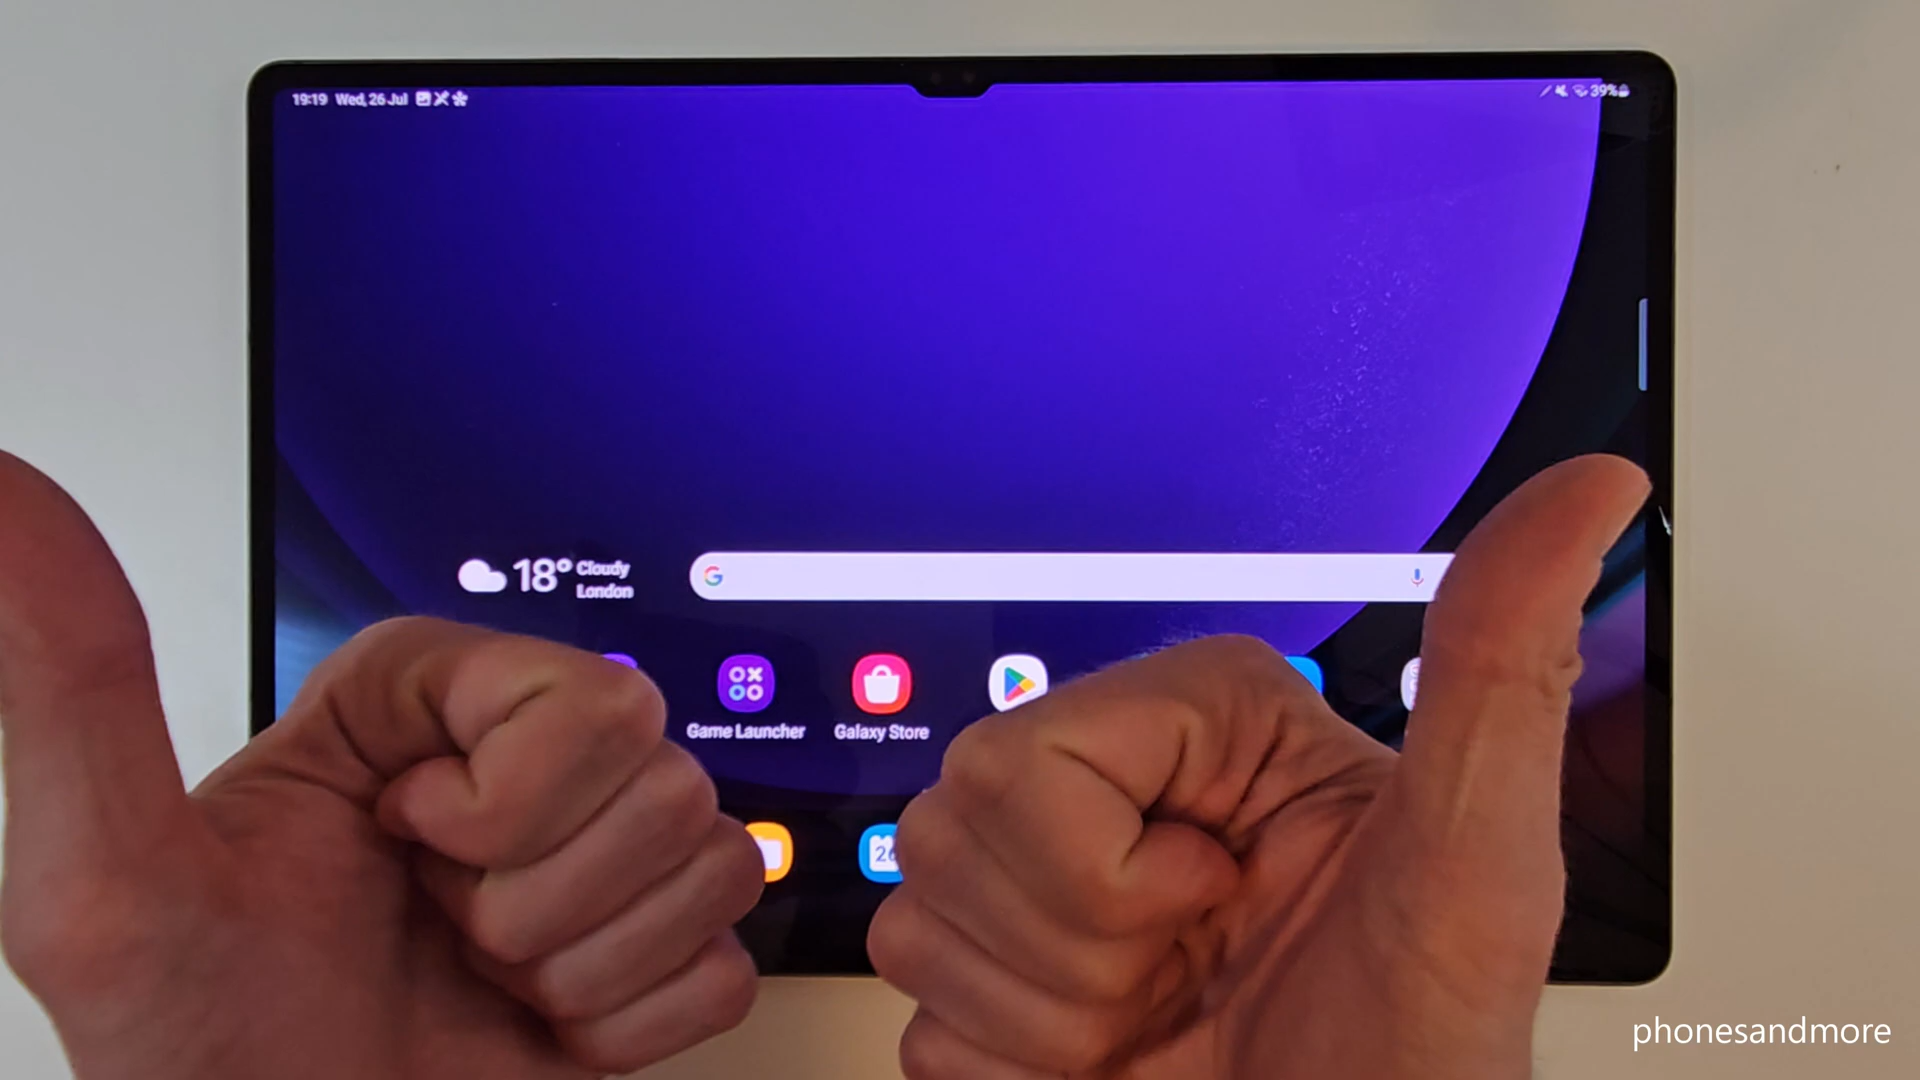 19:19 Wed, 26 Jul
39%
18° Cloudy
London
G
Game Launcher
Galaxy Store
phonesandmore